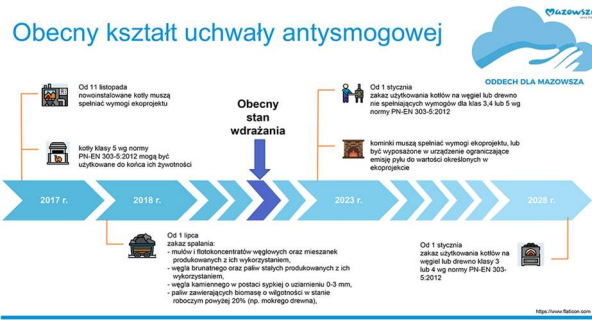 Mazowsze
Obecny kształt uchwały antysmogowej
ODDECH DLA MAZOWSZA
Od 11 listopada
nowoinstalowane kotły muszą
spełniać wymogi ekoprojektu
kotły klasy 5 wg normy
PN-EN 303-5:2012 mogą być
użytkowane do końca ich żywotności
Obecny
stan
wdrażania
Od 1 stycznia
zakaz użytkowania kotłów na węgiel lub drewno
nie spełniających wymogów dla klas 3,4 lub 5 wg
normy PN-EN 303-5:2012
kominki muszą spełniać wymogi ekoprojektu, lub
być wyposażone w urządzenie ograniczające
emisję pyłu do wartości określonych w
ekoprojekcie
2017 r.
2018 r.
2023 r.
2028 r.
Od 1 lipca
zakaz spalania:
- mułów i flotokoncentratów węglowych oraz mieszanek
produkowanych z ich wykorzystaniem,
- węgla brunatnego oraz paliw stałych produkowanych z ich
wykorzystaniem,
- węgla kamiennego w postaci sypkiej o uziarnieniu 0-3 mm,
- paliw zawierających biomasę o wilgotności w stanie
roboczym powyżej 20% (np. mokrego drewna),
Od 1 stycznia
zakaz użytkowania kotłów na
węgiel lub drewno klasy 3
lub 4 wg normy PN-EN 303-
5:2012
https://www.flaticon.com